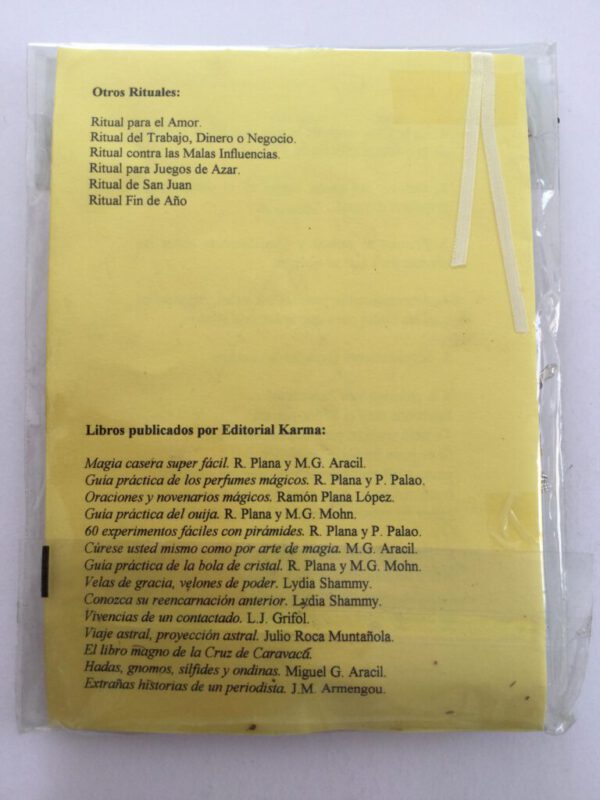 Otros Rituales:
Ritual para el Amor.
Ritual del Trabajo, Dinero o Negocio.
Ritual contra las Malas Influencias.
Ritual para Juegos de Azar.
Ritual de San Juan
Ritual Fin de Año
Libros publicados por Editorial Karma:
Magia casera super fácil. R. Plana y M.G. Aracil.
Guía práctica de los perfumes mágicos. R. Plana y P. Palao.
Oraciones y novenarios mágicos. Ramón Plana López.
Guía práctica del ouija. R. Plana y M.G. Mohn.
60 experimentos fáciles con pirámides. R. Plana y P. Palao.
Cúrese usted mismo como por arte de magia. M.G. Aracil.
Guía práctica de la bola de cristal. R. Plana y M.G. Mohn.
Velas de gracia, velones de poder. Lydia Shammy.
Conozca su reencarnación anterior. Lydia Shammy.
Vivencias de un contactado. L.J. Grifol.
Viaje astral, proyección astral. Julio Roca Muntañola.
El libro magno de la Cruz de Caravaca.
Hadas, gnomos, sílfides y ondinas. Miguel G. Aracil.
Extrañas historias de un periodista. J.M. Armengou.